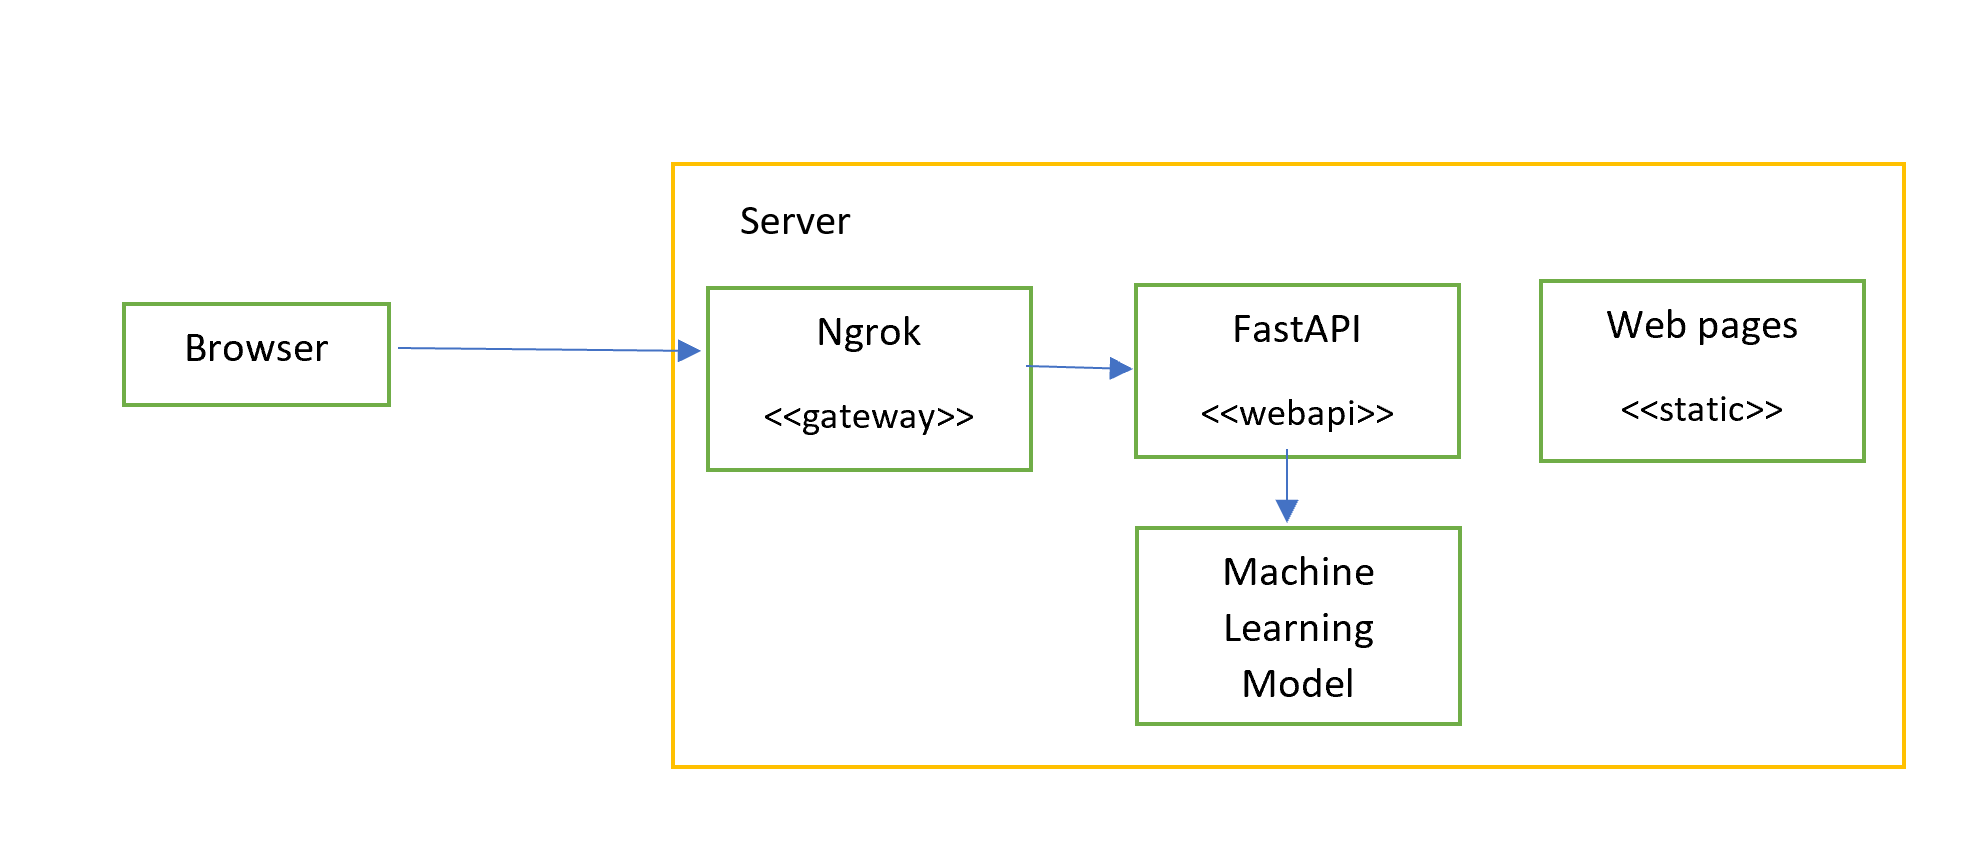 Server
Browser
Ngrok
<<gateway>>
FastAPI
<<webapi>>
Web pages
<<static>>
Machine
Learning
Model